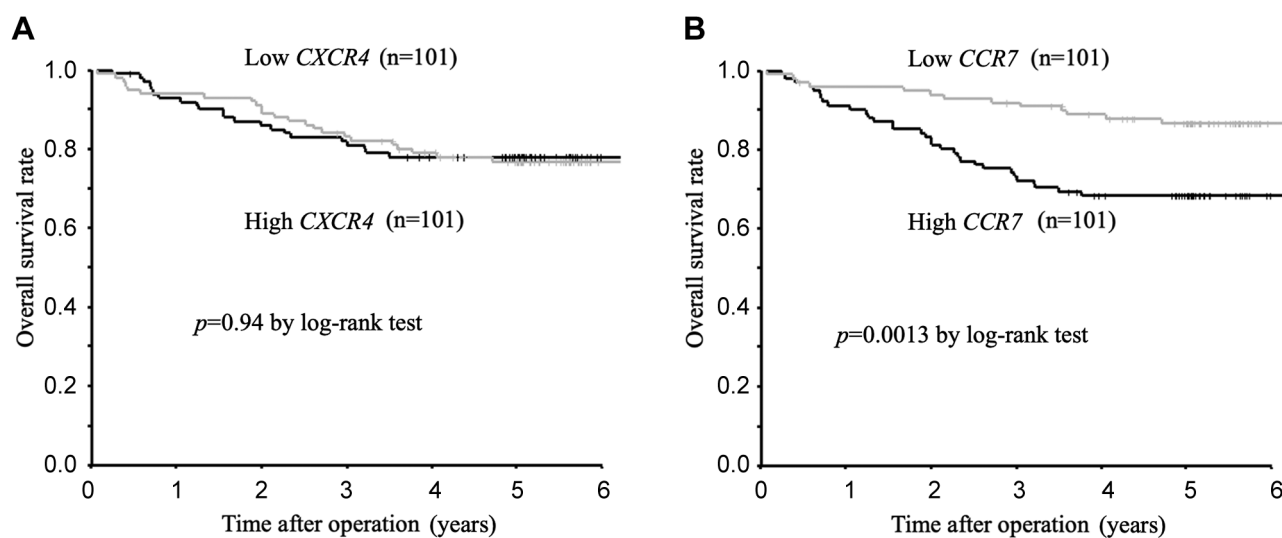 A
Low CXCR4 (n=101)
1.0
0.8
0.6
0.4
0.2
0.0
Overall survival rate
High CXCR4 (n=101)
p=0.94 by log-rank test
0 1 2 3 4 5 6
Time after operation (years)
B
Low CCR7 (n=101)
1.0
0.8
0.6
0.4
0.2
0.0
Overall survival rate
High CCR7 (n=101)
p=0.0013 by log-rank test
0 1 2 3 4 5 6
Time after operation (years)